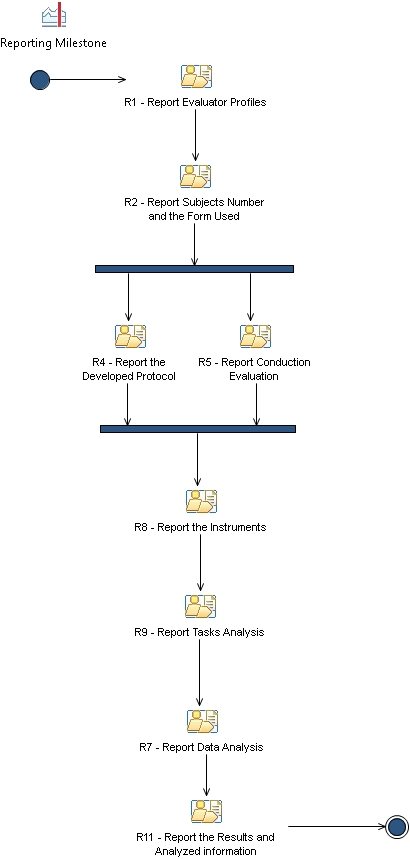 Reporting Milestone
R1 - Report Evaluator Profiles
R2 - Report Subjects Number
and the Form Used
R4 - Report the
Developed Protocol
R5 - Report Conduction
Evaluation
R8 - Report the Instruments
R9 - Report Tasks Analysis
R7 - Report Data Analysis
R11 - Report the Results and
Analyzed information